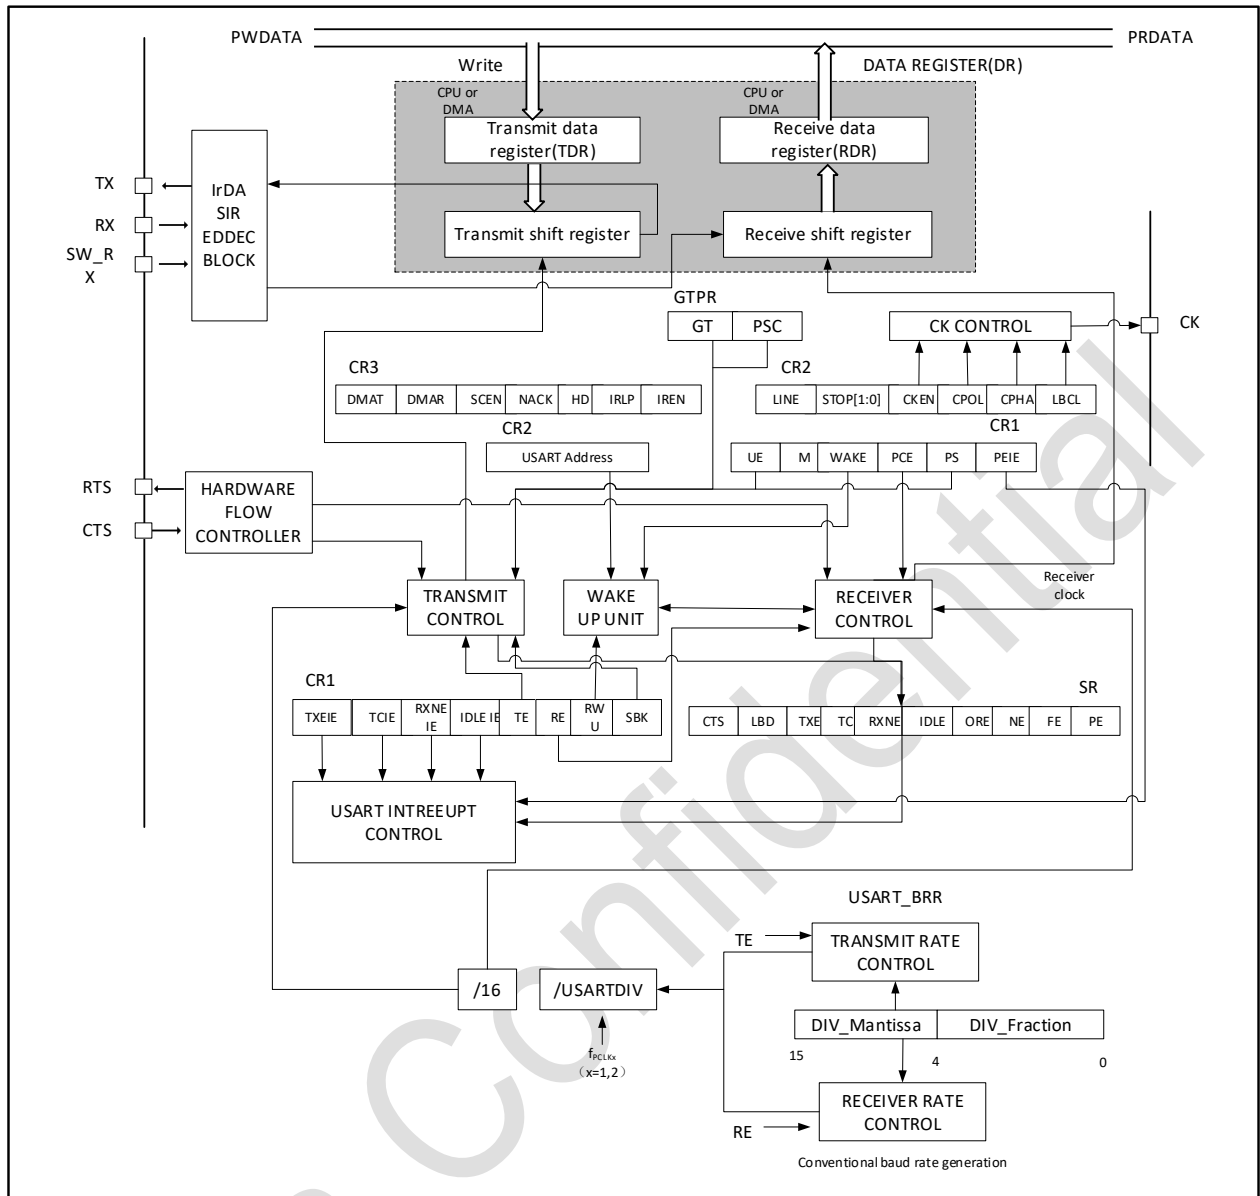 PWDATA
PRDATA
Write
DATA REGISTER(DR)
CPU or
DMA
CPU or
DMA
Transmit data
register(TDR)
Receive data
register(RDR)
TX
RX
SW_R
X
IrDA
SIR
EDDEC
BLOCK
Transmit shift register
Receive shift register
GTPR
GT
PSC
CK CONTROL
CK
CR3
DMAT
DMAR
SCEN
NACK
HD
IRLP
IREN
CR2
LINE
STOP[1:0]
CKEN
CPOL
CPHA
LBCL
CR2
USART Address
CR1
UE
M
WAKE
PCE
PS
PEIE
RTS
CTS
HARDWARE
FLOW
CONTROLLER
TRANSMIT
CONTROL
WAKE
UP UNIT
RECEIVER
CONTROL
Receiver
clock
CR1
TXEIE
TCIE
RXNE
IE
IDLE IE
TE
RE
RW
U
SBK
SR
CTS
LBD
TXE
TC
RXNE
IDLE
ORE
NE
FE
PE
USART INTREEUPT
CONTROL
USART_BRR
TE
TRANSMIT RATE
CONTROL
/16
/USARTDIV
DIV_Mantissa
DIV_Fraction
15
4
0
fPCLKx
(x=1,2)
RECEIVER RATE
CONTROL
RE
Conventional baud rate generation
Confidential